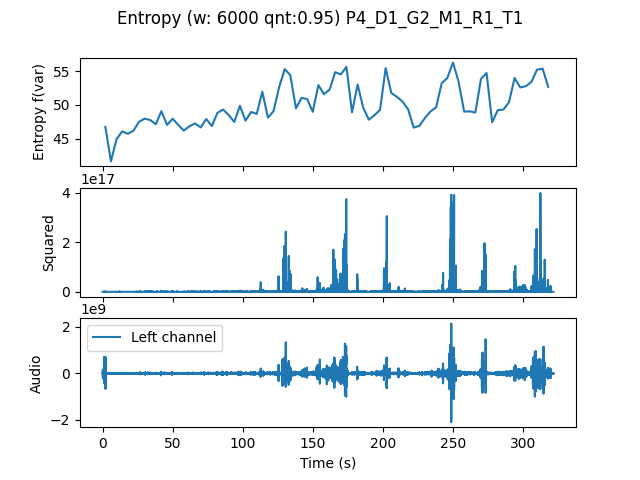 Entropy (w: 6000 qnt:0.95) P4_D1_G2_M1_R1_T1
Entropy f(var)
55
50
45
1e17
Squared
4
2
0
1e9
Audio
2
0
−2
Left channel
0 50 100 150 200 250 300
Time (s)